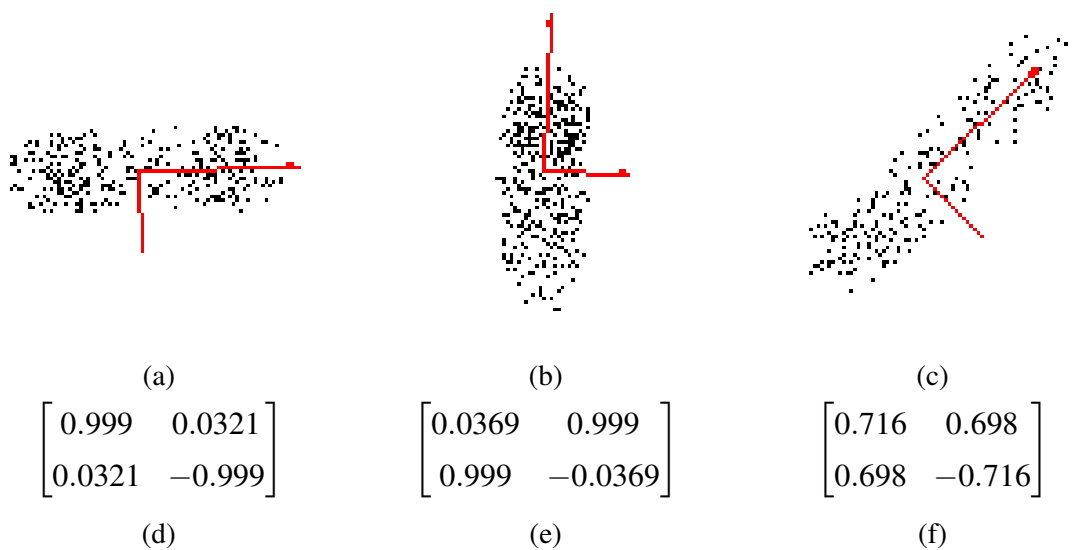 (a) (b) (c)
[0.999 0.0321] [0.0369 0.999] [0.716 0.698]
[0.0321 −0.999] [0.999 −0.0369] [0.698 −0.716]
(d) (e) (f)